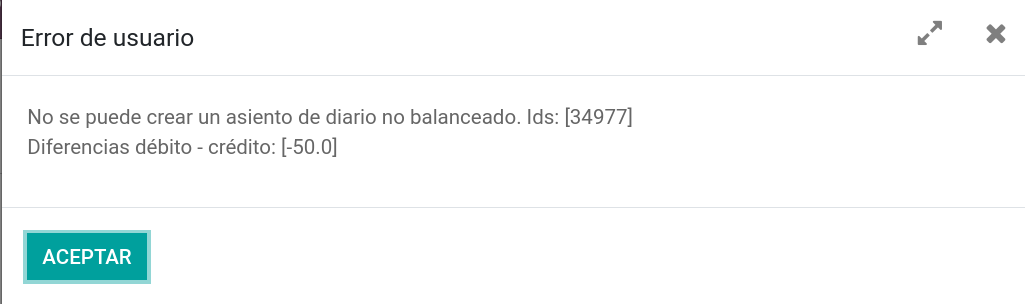 Error de usuario
No se puede crear un asiento de diario no balanceado. Ids: [34977]
Diferencias débito - crédito: [-50.0]
ACEPTAR